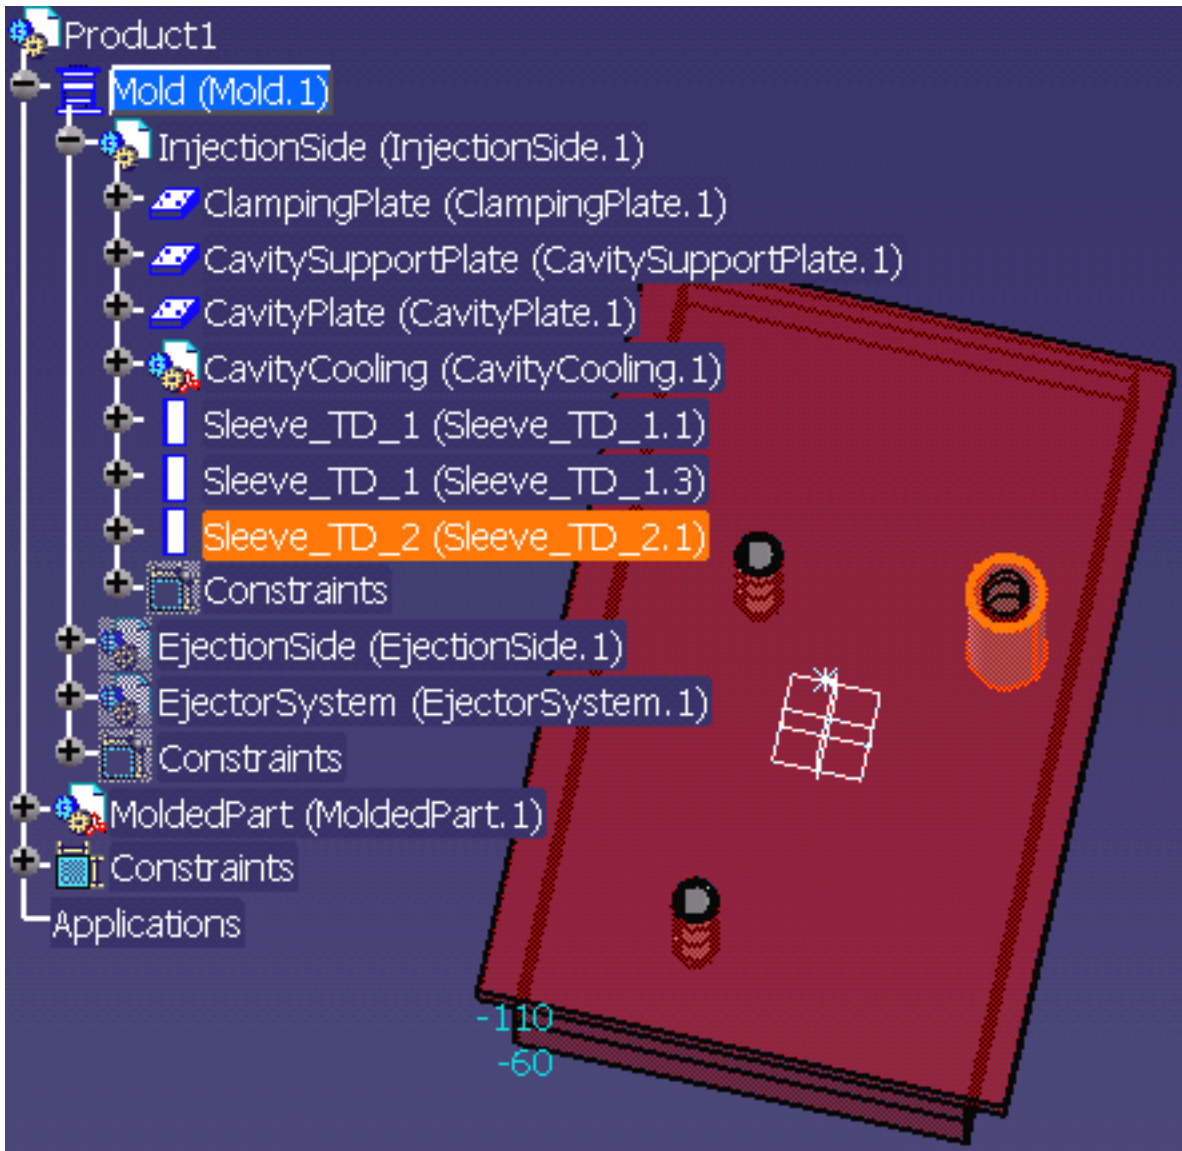 Product1
Mold (Mold.1)
InjectionSide (InjectionSide.1)
ClampingPlate (ClampingPlate.1)
CavitySupportPlate (CavitySupportPlate.1)
CavityPlate (CavityPlate.1)
CavityCooling (CavityCooling.1)
Sleeve_TD_1 (Sleeve_TD_1.1)
Sleeve_TD_1 (Sleeve_TD_1.3)
Sleeve_TD_2 (Sleeve_TD_2.1)
Constraints
EjectionSide (EjectionSide.1)
EjectorSystem (EjectorSystem.1)
Constraints
MoldedPart (MoldedPart.1)
Constraints
Applications
-110
-60